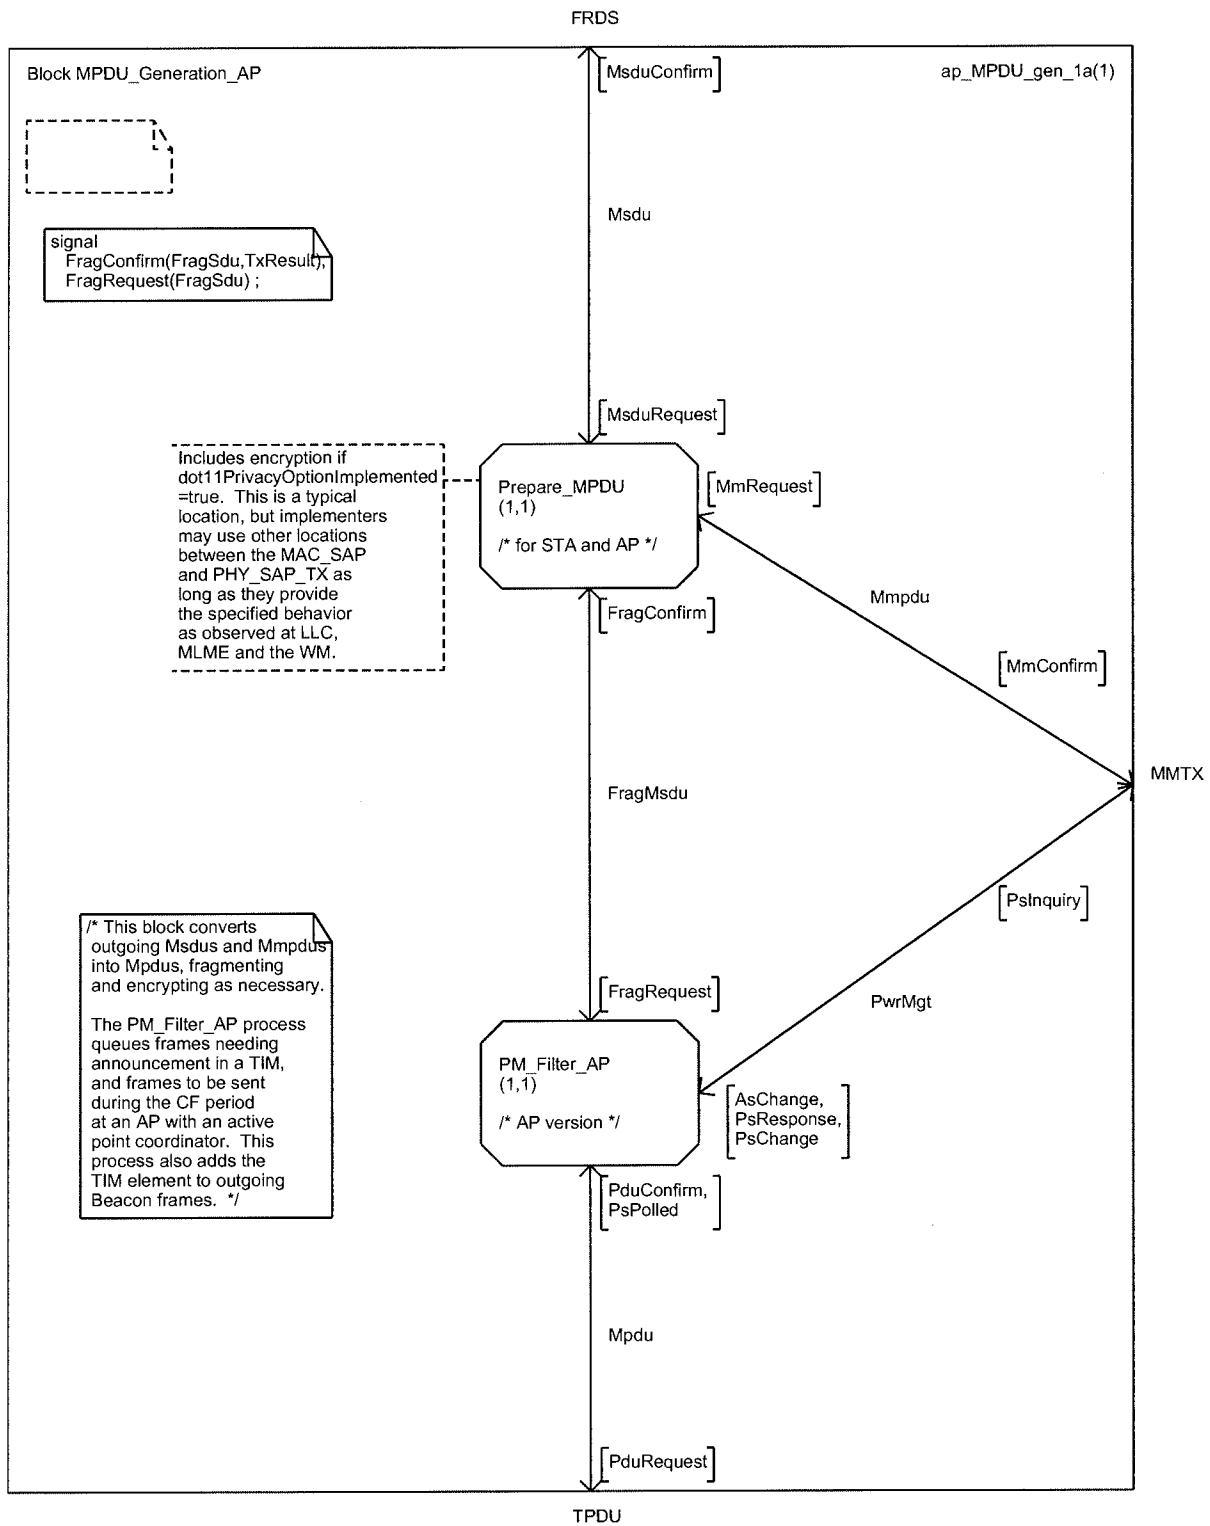 FRDS
Block MPDU_Generation_AP
[MsduConfirm]
ap_MPDU_gen_1a(1)
signal
FragConfirm(FragSdu,TxResult),
FragRequest(FragSdu) ;
Msdu
[MsduRequest]
Includes encryption if
dot11PrivacyOptionImplemented
=true.  This is a typical
location, but implementers
may use other locations
between the MAC_SAP
and PHY_SAP_TX as
long as they provide
the specified behavior
as observed at LLC,
MLME and the WM.
Prepare_MPDU
(1,1)
/* for STA and AP */
[MmRequest]
Mmpdu
[FragConfirm]
[MmConfirm]
MMTX
FragMsdu
[PsInquiry]
/* This block converts
outgoing Msdus and Mmpdus
into Mpdus, fragmenting
and encrypting as necessary.
The PM_Filter_AP process
queues frames needing
announcement in a TIM,
and frames to be sent
during the CF period
at an AP with an active
point coordinator.  This
process also adds the
TIM element to outgoing
Beacon frames.  */
[FragRequest]
PwrMgt
PM_Filter_AP
(1,1)
/* AP version */
[AsChange,
PsResponse,
PsChange]
[PduConfirm,
PsPolled]
Mpdu
[PduRequest]
TPDU